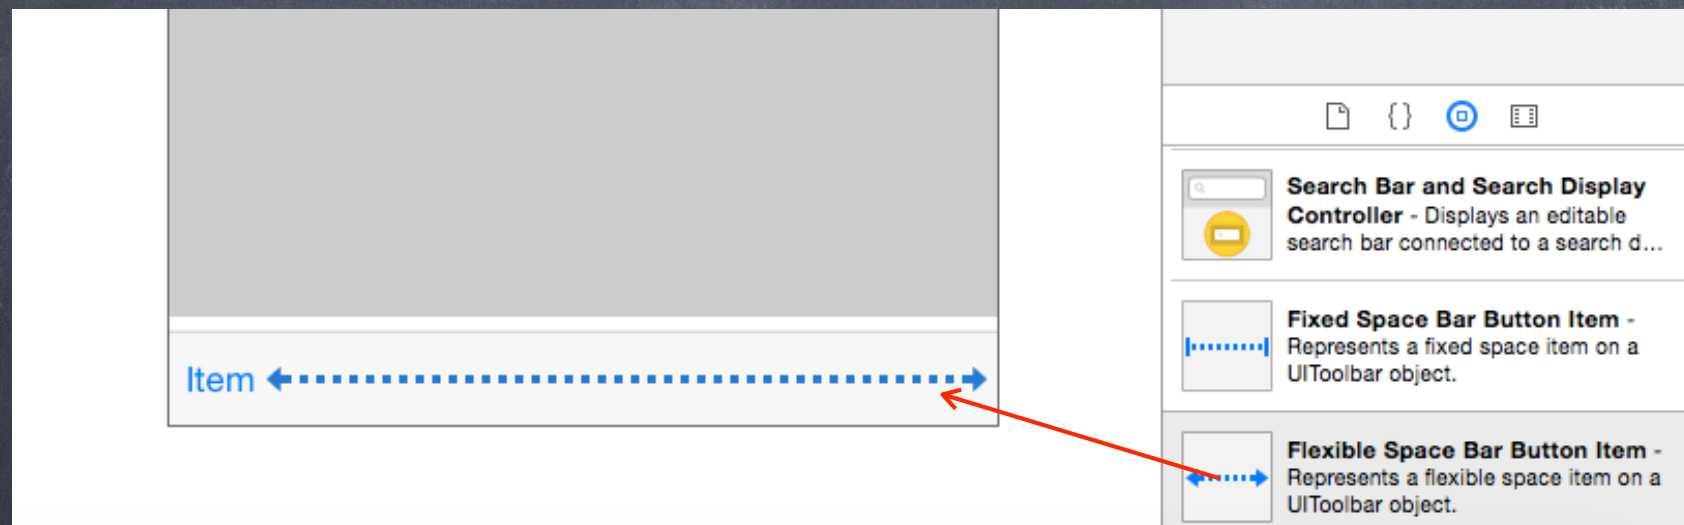 Search Bar and Search Display
Controller - Displays an editable
search bar connected to a search d...
Fixed Space Bar Button Item -
Represents a fixed space item on a
UIToolbar object.
Item
Flexible Space Bar Button Item -
Represents a flexible space item on a
UIToolbar object.